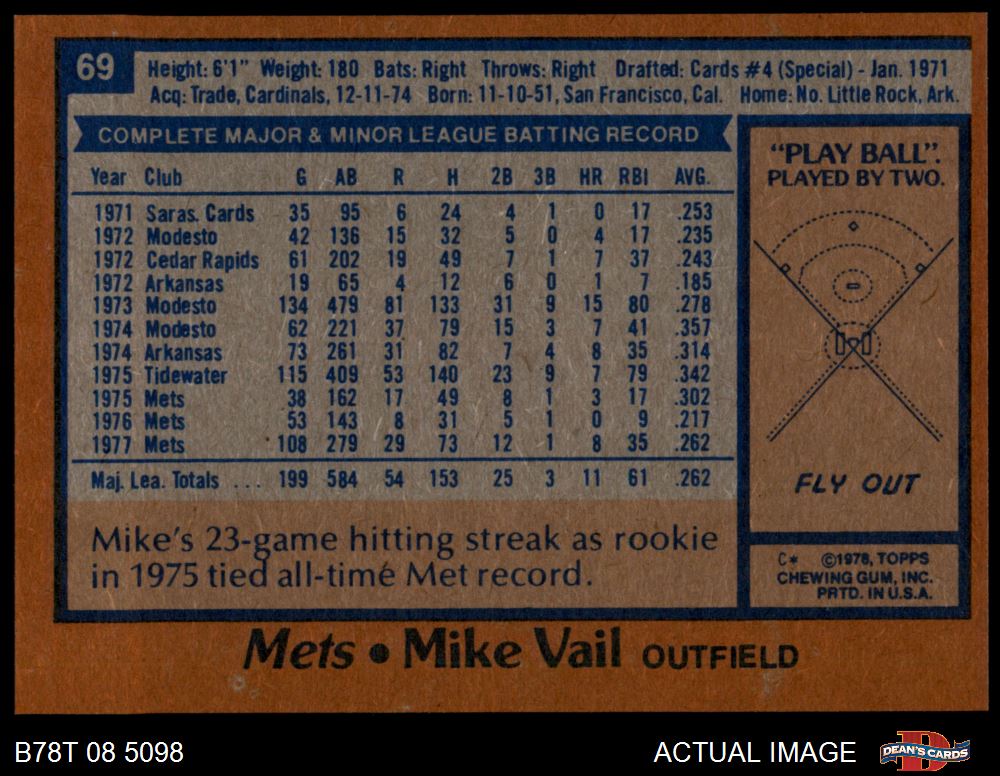 69
Height: 6'1" Weight: 180 Bats: Right Throws: Right Drafted: Cards #4 (Special) - Jan. 1971
Acq: Trade, Cardinals, 12-11-74 Born: 11-10-51, San Francisco, Cal. Home: No. Little Rock, Ark.
COMPLETE MAJOR & MINOR LEAGUE BATTING RECORD
Year Club G AB R H 2B 3B HR RBI AVG.
1971 Saras. Cards 35 95 6 24 4 1 0 17 .253
1972 Modesto 42 136 15 32 5 0 4 17 .235
1972 Cedar Rapids 61 202 19 49 7 1 7 37 .243
1972 Arkansas 19 65 4 12 6 0 1 7 .185
1973 Modesto 134 479 81 133 31 9 15 80 .278
1974 Modesto 62 221 37 79 15 3 7 41 .357
1974 Arkansas 73 261 31 82 7 4 8 35 .314
1975 Tidewater 115 409 53 140 23 9 7 79 .342
1975 Mets 38 162 17 49 8 1 3 17 .302
1976 Mets 53 143 8 31 5 1 0 9 .217
1977 Mets 108 279 29 73 12 1 8 35 .262
Maj. Lea. Totals ... 199 584 54 153 25 3 11 61 .262
Mike's 23-game hitting streak as rookie
in 1975 tied all-time Met record.
"PLAY BALL".
PLAYED BY TWO.
FLY OUT
C* ©1978, TOPPS
CHEWING GUM, INC.
PRTD. IN U.S.A.
Mets • Mike Vail OUTFIELD
B78T 08 5098
ACTUAL IMAGE
DEAN'S CARDS